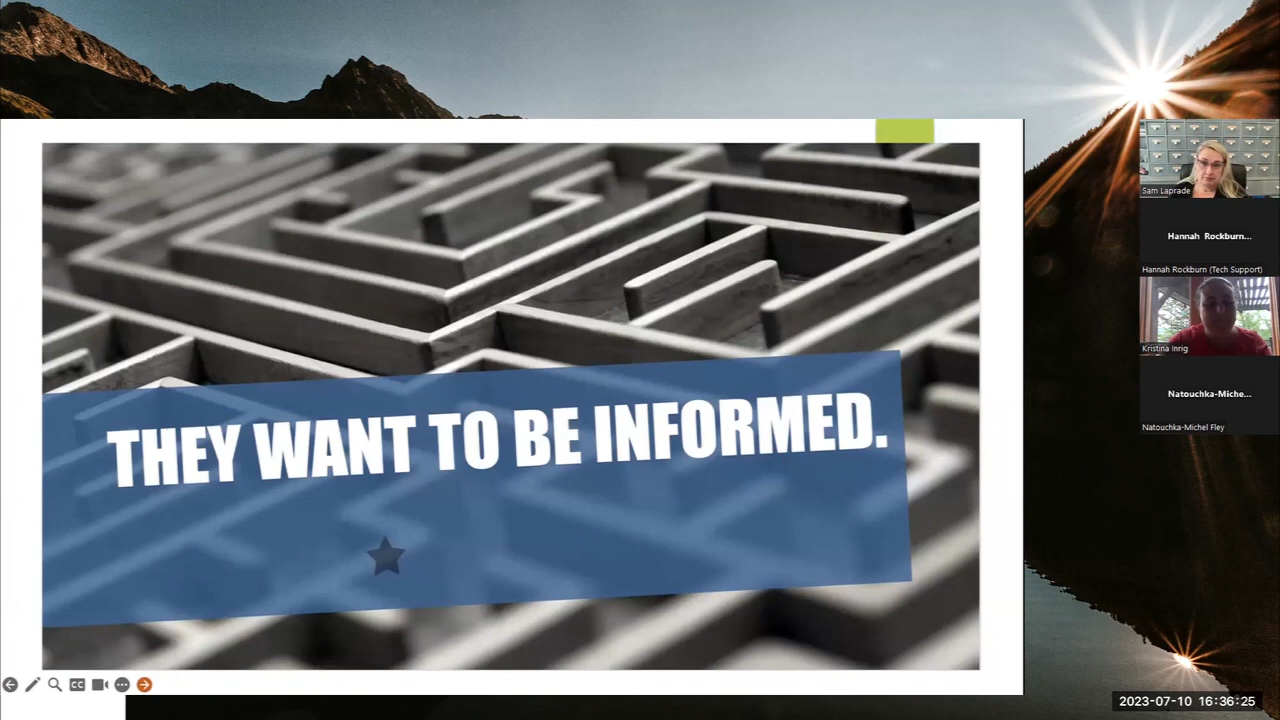 THEY WANT TO BE INFORMED.
CC
Sam Laprade
Hannah Rockburn...
Hannah Rockburn (Tech Support)
Kristina Inrig
Natouchka-Miche...
Natouchka-Michel Fley
2023-07-10 16:36:25